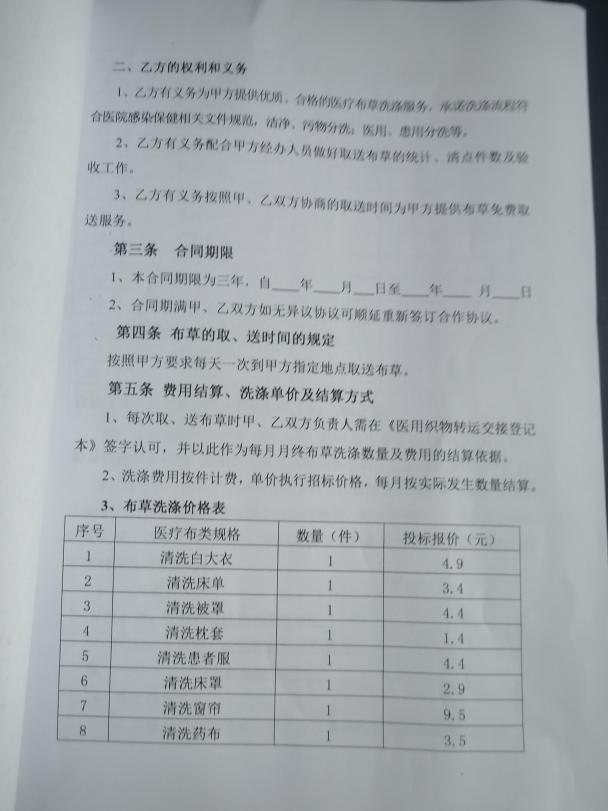 二、乙方的权利和义务
1、乙方有义务为甲方提供优质、合格的医疗布草洗涤服务，承诺洗涤流程符
合医院感染保健相关文件规范，洁净、污物分洗；医用、患用分洗等。
2、乙方有义务配合甲方经办人员做好取送布草的统计、清点件数及验
收工作。
3、乙方有义务按照甲、乙双方协商的取送时间为甲方提供布草免费取
送服务。
第三条 合同期限
1、本合同期限为三年，自____年____月___日至____年____月____日
2、合同期满甲、乙双方如无异议协议可顺延重新签订合作协议。
第四条 布草的取、送时间的规定
按照甲方要求每天一次到甲方指定地点取送布草。
第五条 费用结算、洗涤单价及结算方式
1、每次取、送布草时甲、乙双方负责人需在《医用织物转运交接登记
本》签字认可，并以此作为每月月终布草洗涤数量及费用的结算依据。
2、洗涤费用按件计费，单价执行招标价格，每月按实际发生数量结算。
3、布草洗涤价格表
序号 医疗布类规格 数量（件） 投标报价（元）
1 清洗白大衣 1 4.9
2 清洗床单 1 3.4
3 清洗被罩 1 4.4
4 清洗枕套 1 1.4
5 清洗患者服 1 4.4
6 清洗床罩 1 2.9
7 清洗窗帘 1 9.5
8 清洗药布 1 3.5